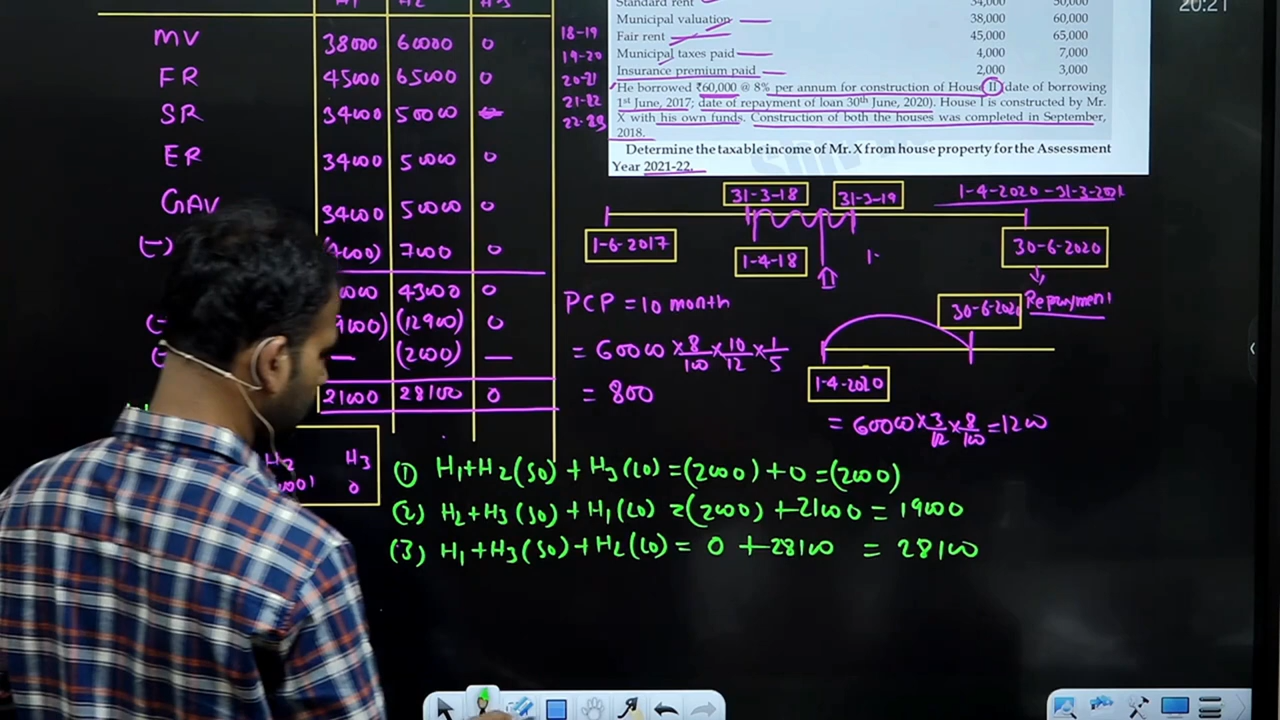 H1 H2 H3
MV 38000 60000 0
FR 45000 65000 0
SR 34000 50000
ER 34000 50000 0
GAV 34000 50000 0
(-) 7000 0
43000 0
(12900) 0
— (2000) —
21000 28100 0
H2 H3
0
18-19
19-20
20-21
21-22
22-23
Standard rent 34,000 50,000
Municipal valuation 38,000 60,000
Fair rent 45,000 65,000
Municipal taxes paid 4,000 7,000
Insurance premium paid 2,000 3,000
He borrowed ₹60,000 @ 8% per annum for construction of House II (date of borrowing
1st June, 2017; date of repayment of loan 30th June, 2020). House I is constructed by Mr.
X with his own funds. Construction of both the houses was completed in September,
2018.
Determine the taxable income of Mr. X from house property for the Assessment
Year 2021-22.
20:21
31-3-18 31-3-19 1-4-2020-31-3-2021
1-6-2017 1-4-18 1- 30-6-2020
Repayment
PCP = 10 month
= 60000 × 8/100 × 10/12 × 1/5
= 800
30-6-2020
1-4-2020
= 60000 × 3/12 × 8/100 = 1200
(1) H1+H2(SO) + H3(LO) = (2000) + 0 = (2000)
(2) H2+H3(SO) + H1(LO) = (2000) + 21000 = 19000
(3) H1+H3(SO) + H2(LO) = 0 + 28100 = 28100